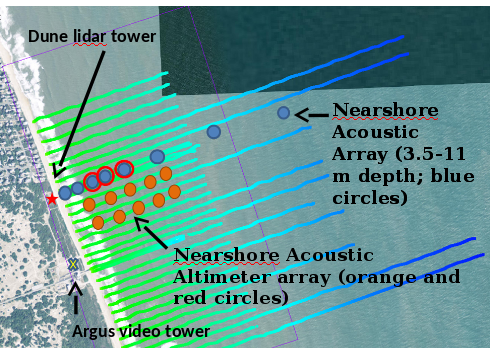 Dune lidar tower
Nearshore
Acoustic
Array (3.5-11
m depth; blue
circles)
Nearshore Acoustic
Altimeter array (orange and
red circles)
Argus video tower